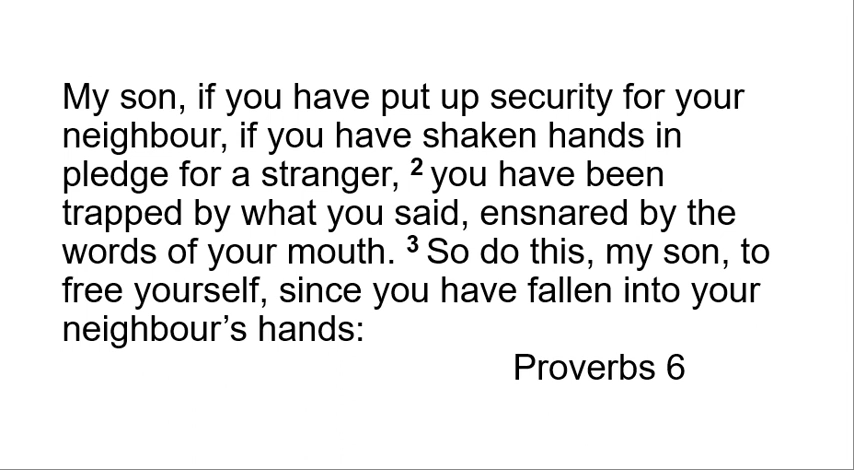 My son, if you have put up security for your
neighbour, if you have shaken hands in
pledge for a stranger, ² you have been
trapped by what you said, ensnared by the
words of your mouth. ³ So do this, my son, to
free yourself, since you have fallen into your
neighbour’s hands:
Proverbs 6